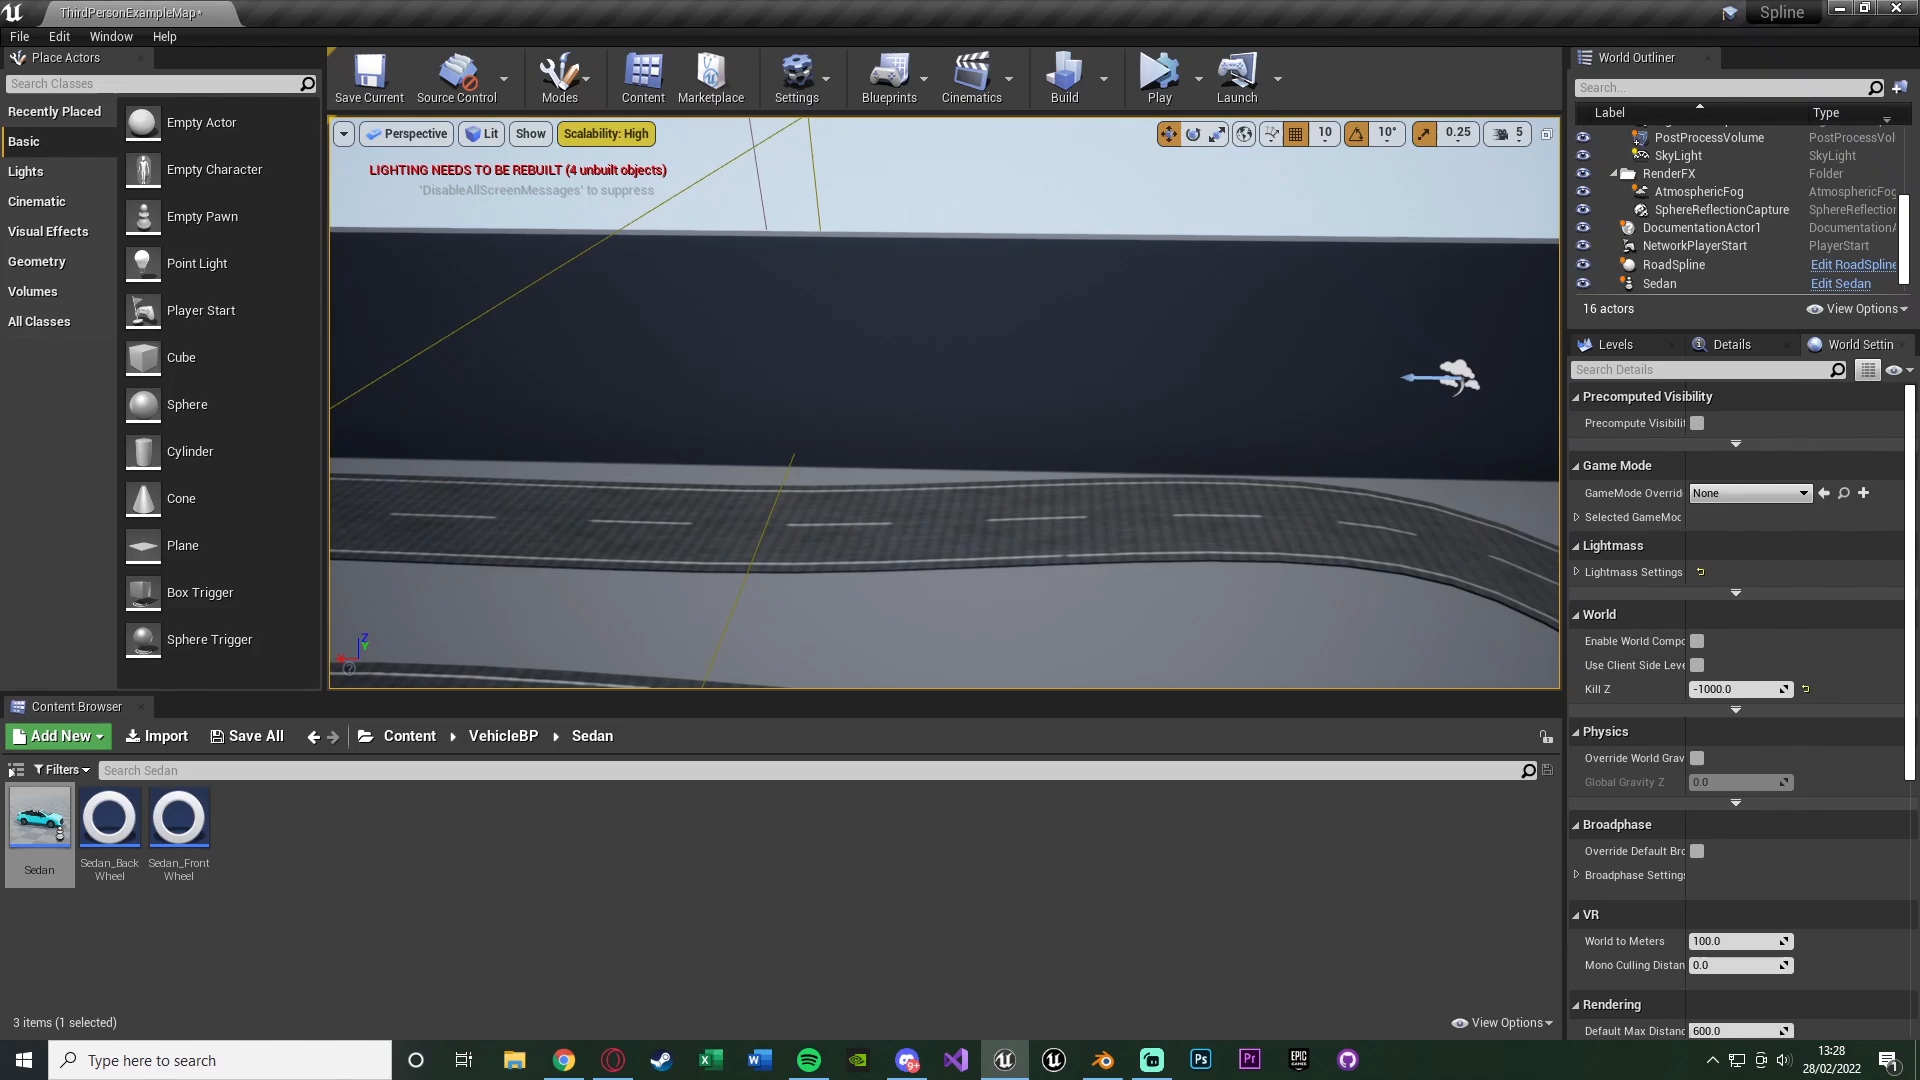 ThirdPersonExampleMap*
Spline
File
Edit
Window
Help
Place Actors
Search Classes
Recently Placed
Basic
Lights
Cinematic
Visual Effects
Geometry
Volumes
All Classes
Empty Actor
Empty Character
Empty Pawn
Point Light
Player Start
Cube
Sphere
Cylinder
Cone
Plane
Box Trigger
Sphere Trigger
Save Current
Source Control
Modes
Content
Marketplace
Settings
Blueprints
Cinematics
Build
Play
Launch
Perspective
Lit
Show
Scalability: High
10
10°
0.25
5
LIGHTING NEEDS TO BE REBUILT (4 unbuilt objects)
'DisableAllScreenMessages' to suppress
Z
Y
X
World Outliner
Search...
Label
Type
PostProcessVolume
PostProcessVol
SkyLight
SkyLight
RenderFX
Folder
AtmosphericFog
AtmosphericFog
SphereReflectionCapture
SphereReflection
DocumentationActor1
DocumentationA
NetworkPlayerStart
PlayerStart
RoadSpline
Edit RoadSpline
Sedan
Edit Sedan
16 actors
View Options
Levels
Details
World Settin
Search Details
Precomputed Visibility
Precompute Visibilit
Game Mode
GameMode Overrid
None
Selected GameMod
Lightmass
Lightmass Settings
World
Enable World Compo
Use Client Side Leve
Kill Z
-1000.0
Physics
Override World Grav
Global Gravity Z
0.0
Broadphase
Override Default Bro
Broadphase Settings
VR
World to Meters
100.0
Mono Culling Distan
0.0
Rendering
Default Max Distanc
600.0
Content Browser
Add New
Import
Save All
Content
VehicleBP
Sedan
Filters
Search Sedan
Sedan
Sedan_Back
Wheel
Sedan_Front
Wheel
3 items (1 selected)
View Options
Type here to search
9+
Ps
Pr
EPIC
GAMES
13:28
28/02/2022
1